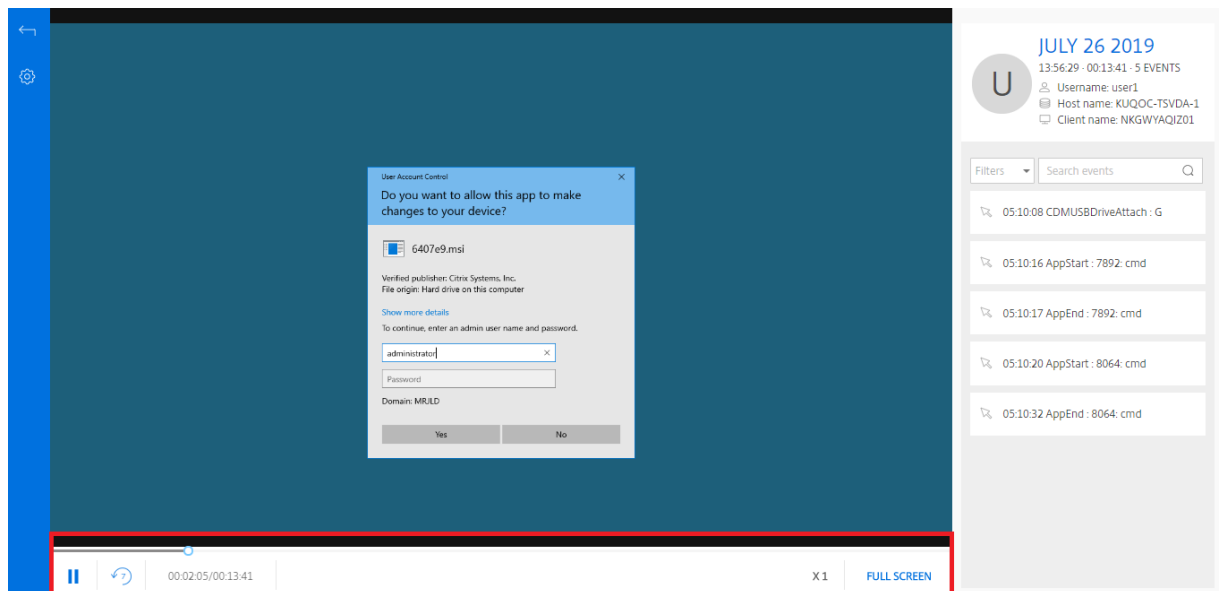 User Account Control
Do you want to allow this app to make
changes to your device?
6407e9.msi
Verified publisher: Citrix Systems, Inc.
File origin: Hard drive on this computer
Show more details
To continue, enter an admin user name and password.
administrator
Password
Domain: MRJLD
Yes No
7 00:02:05/00:13:41 X 1 FULL SCREEN
U
JULY 26 2019
13:56:29 - 00:13:41 - 5 EVENTS
Username: user1
Host name: KUQOC-TSVDA-1
Client name: NKGWYAQIZ01
Filters Search events
05:10:08 CDMUSBDriveAttach : G
05:10:16 AppStart : 7892: cmd
05:10:17 AppEnd : 7892: cmd
05:10:20 AppStart : 8064: cmd
05:10:32 AppEnd : 8064: cmd